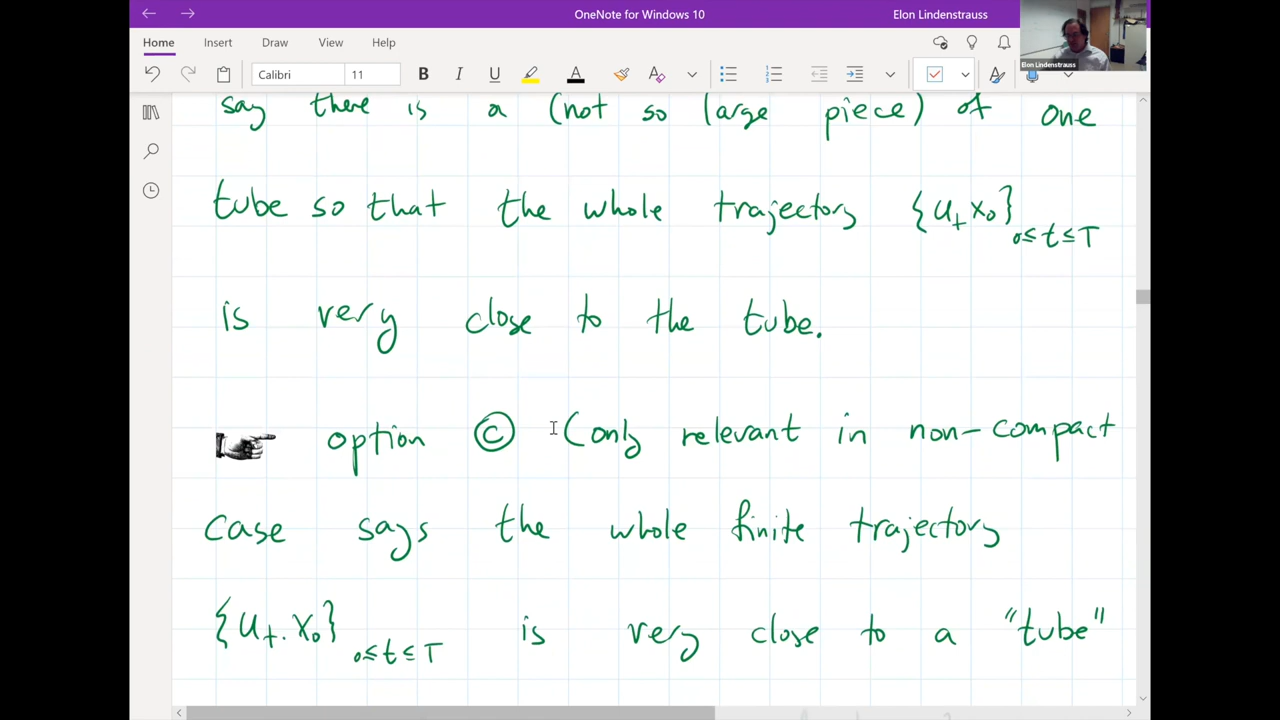 OneNote for Windows 10
Elon Lindenstrauss
Elon Lindenstrauss
Home Insert Draw View Help
Calibri 11 B I U A
say there is a (not so large piece) of one
tube so that the whole trajectory {u_t x_0}_{0≤t≤T}
is very close to the tube.
option Ⓒ (only relevant in non-compact
case says the whole finite trajectory
{u_t.x_0}_{0≤t≤T} is very close to a "tube"